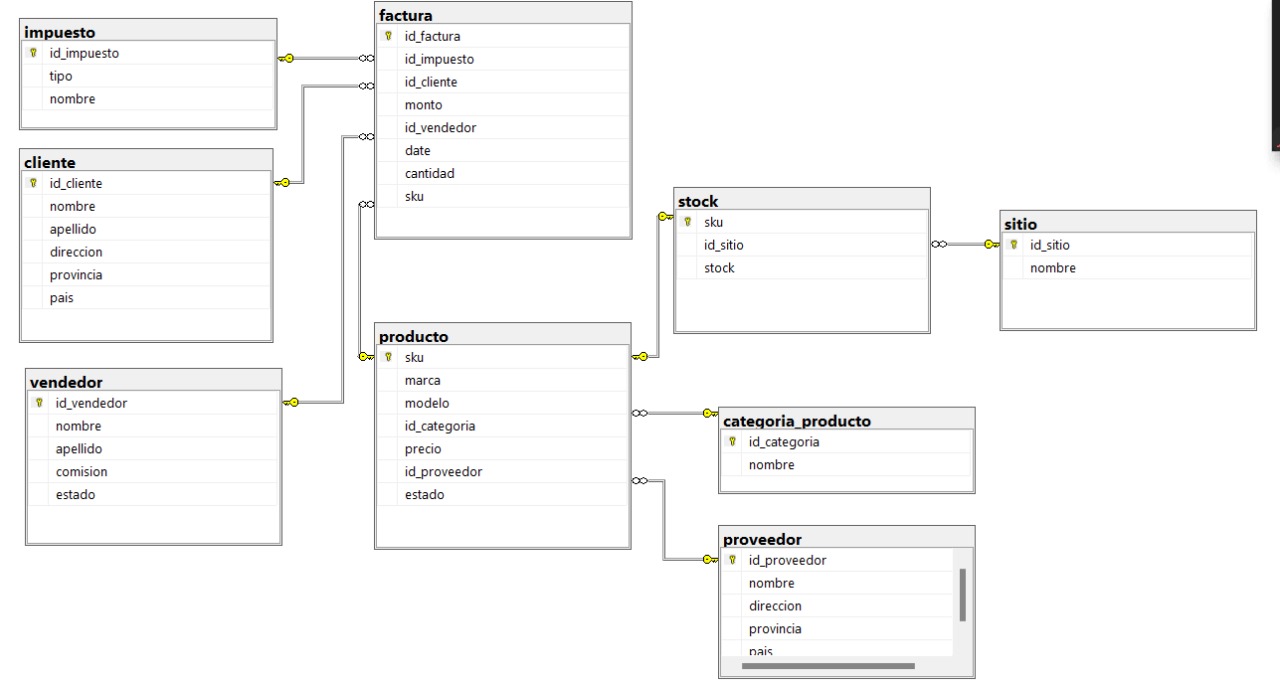 impuesto
id_impuesto
tipo
nombre
cliente
id_cliente
nombre
apellido
direccion
provincia
pais
vendedor
id_vendedor
nombre
apellido
comision
estado
factura
id_factura
id_impuesto
id_cliente
monto
id_vendedor
date
cantidad
sku
producto
sku
marca
modelo
id_categoria
precio
id_proveedor
estado
stock
sku
id_sitio
stock
sitio
id_sitio
nombre
categoria_producto
id_categoria
nombre
proveedor
id_proveedor
nombre
direccion
provincia
pais